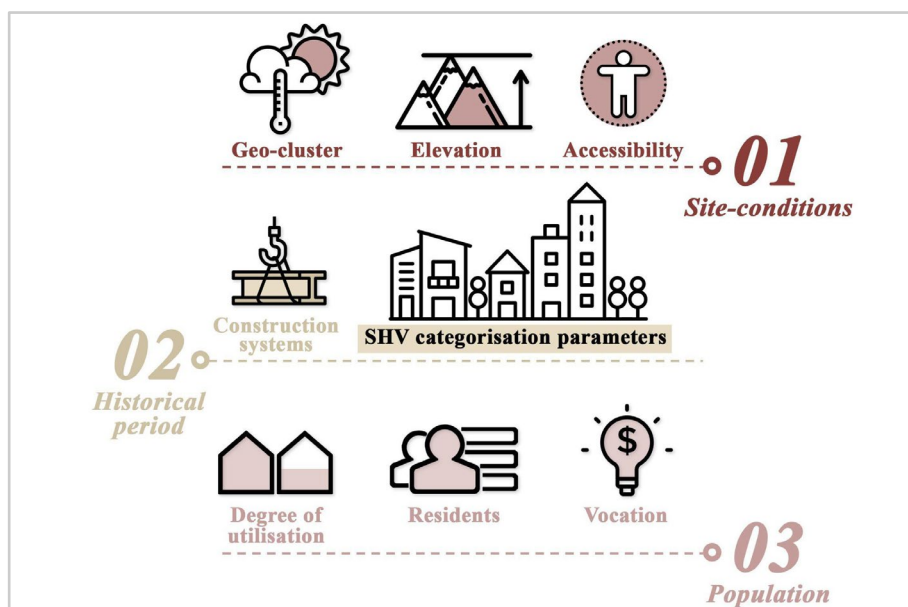 Geo-cluster
Elevation
Accessibility
01
Site-conditions
Construction
systems
SHV categorisation parameters
02
Historical
period
$
Degree of
utilisation
Residents
Vocation
03
Population